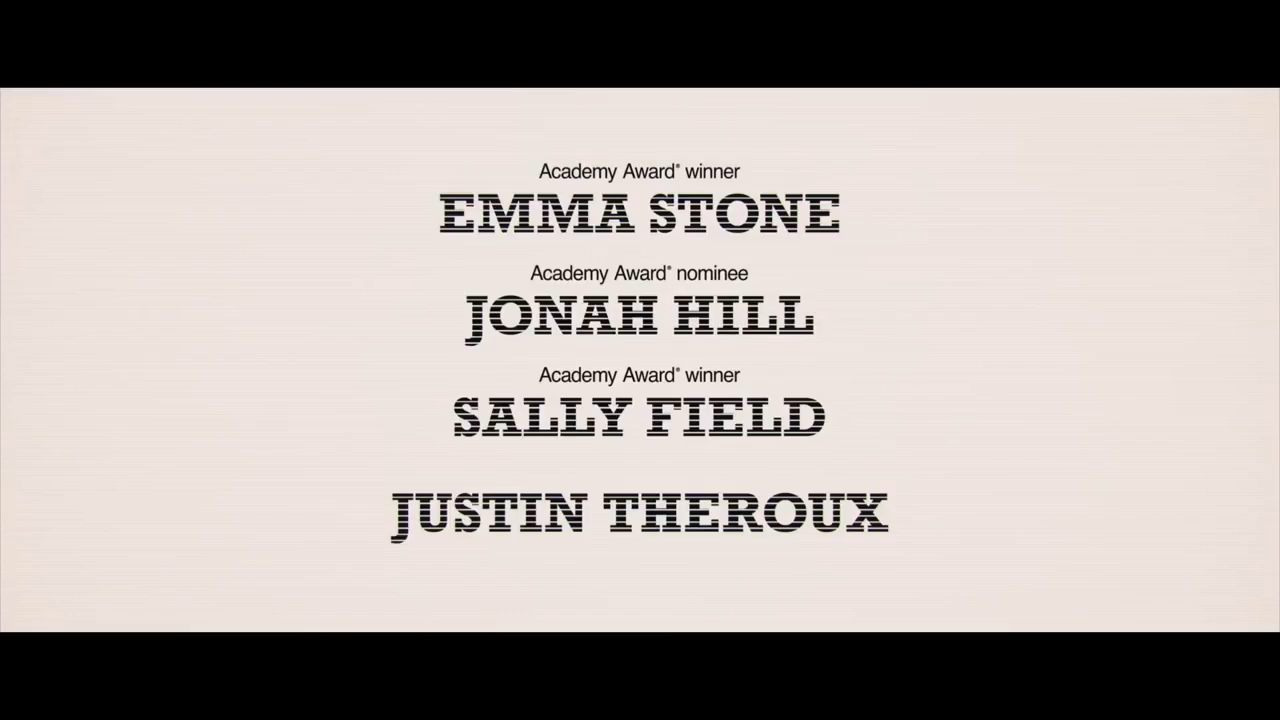 Academy Award® winner
EMMA STONE
Academy Award® nominee
JONAH HILL
Academy Award® winner
SALLY FIELD
JUSTIN THEROUX